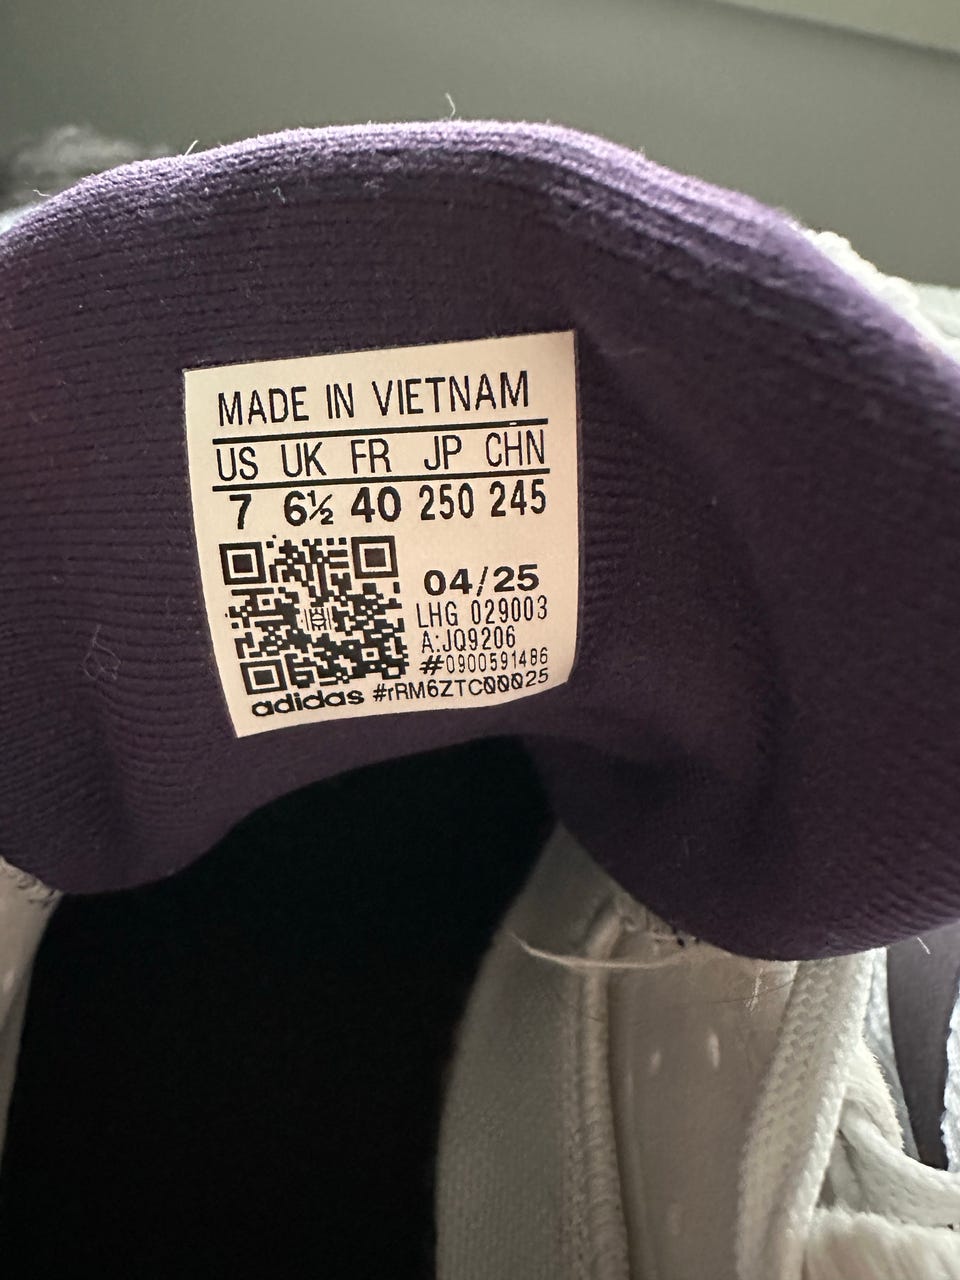 MADE IN VIETNAM
US UK FR JP CHN
7 6½ 40 250 245
04/25
LHG 029003
A:JQ9206
#0900591486
adidas #rRM6ZTC00025